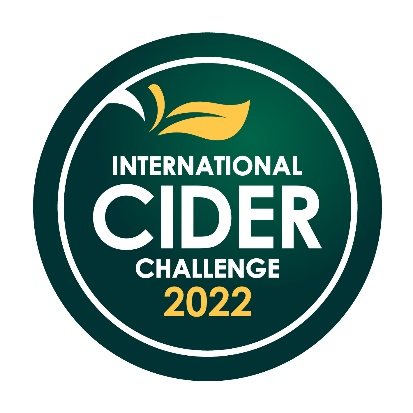 INTERNATIONAL
CIDER
CHALLENGE
2022